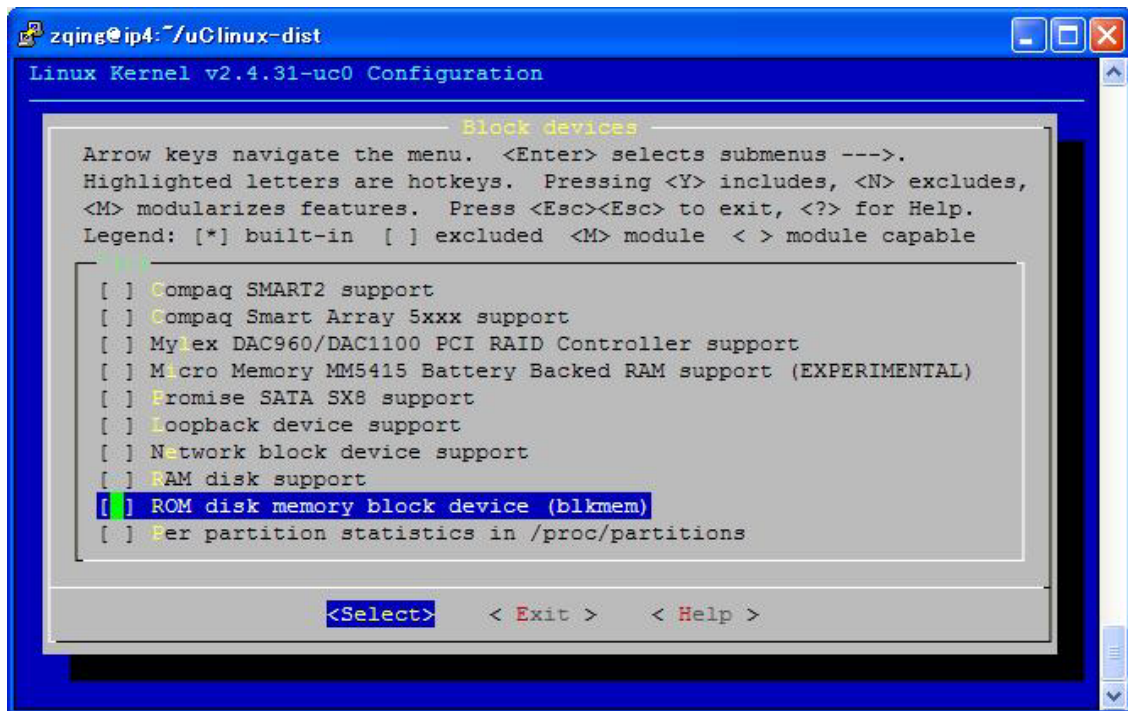 zqing@ip4:~/uClinux-dist
Linux Kernel v2.4.31-uc0 Configuration
Block devices
Arrow keys navigate the menu. <Enter> selects submenus --->.
Highlighted letters are hotkeys. Pressing <Y> includes, <N> excludes,
<M> modularizes features. Press <Esc><Esc> to exit, <?> for Help.
Legend: [*] built-in [ ] excluded <M> module < > module capable
[ ] Compaq SMART2 support
[ ] Compaq Smart Array 5xxx support
[ ] Mylex DAC960/DAC1100 PCI RAID Controller support
[ ] Micro Memory MM5415 Battery Backed RAM support (EXPERIMENTAL)
[ ] Promise SATA SX8 support
[ ] Loopback device support
[ ] Network block device support
[ ] RAM disk support
[ ] ROM disk memory block device (blkmem)
[ ] Per partition statistics in /proc/partitions
<Select> < Exit > < Help >